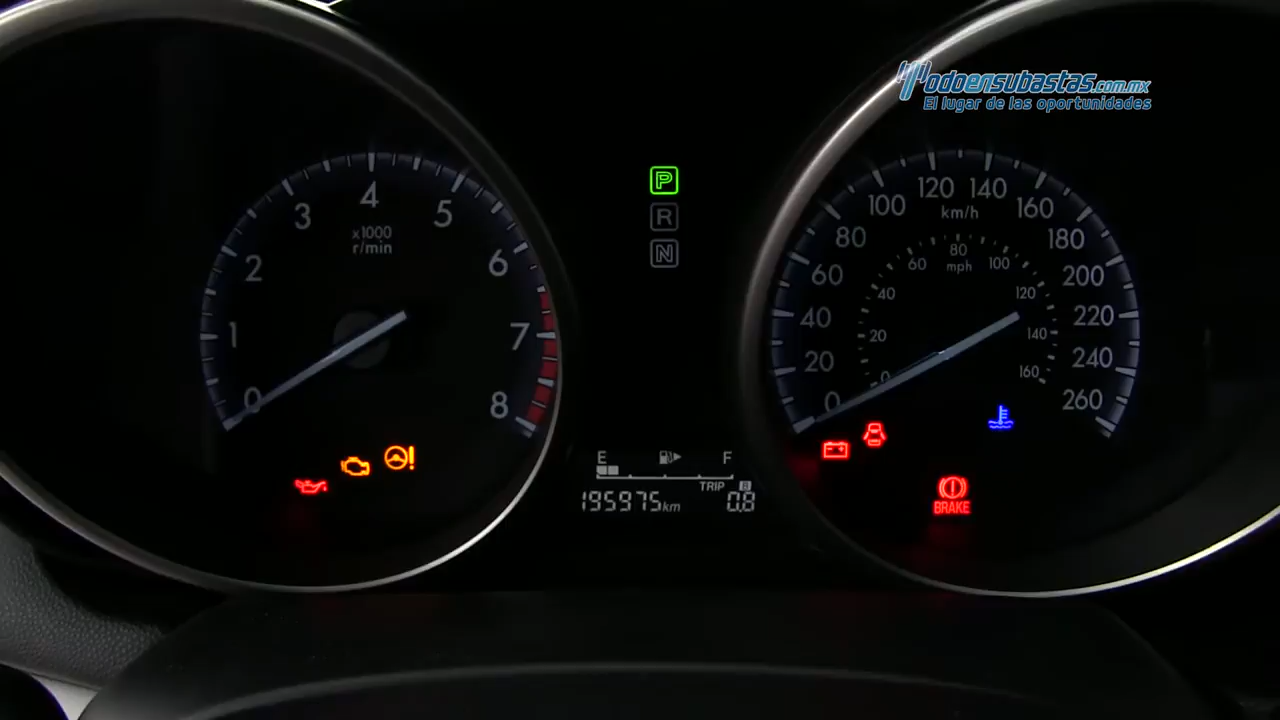 Todoensubastas.com.mx
El lugar de las oportunidades
0
1
2
3
4
5
6
7
8
x1000
r/min
P
R
N
0
20
40
60
80
100
120
140
160
180
200
220
240
260
km/h
0
20
40
60
80
100
120
140
160
mph
E
F
TRIP B
195975km
0.8
BRAKE